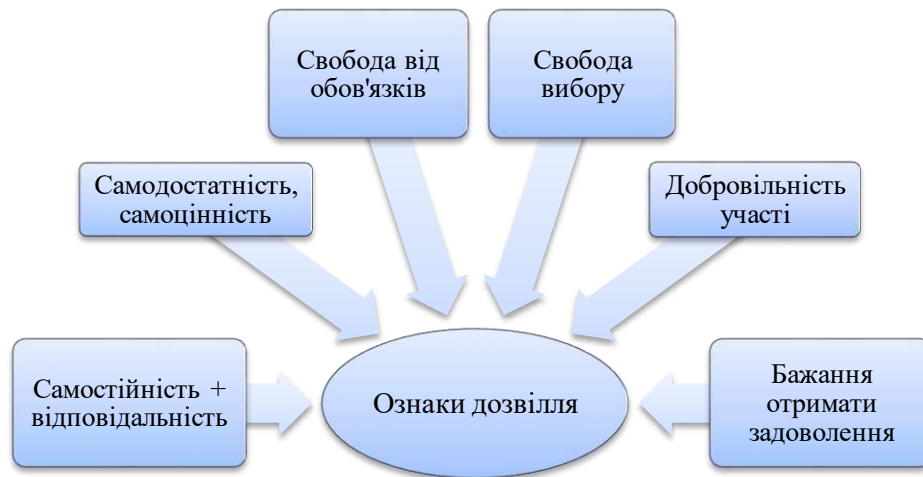 Свобода від
обов'язків
Свобода
вибору
Самодостатність,
самоцінність
Добровільність
участі
Самостійність +
відповідальність
Ознаки дозвілля
Бажання
отримати
задоволення